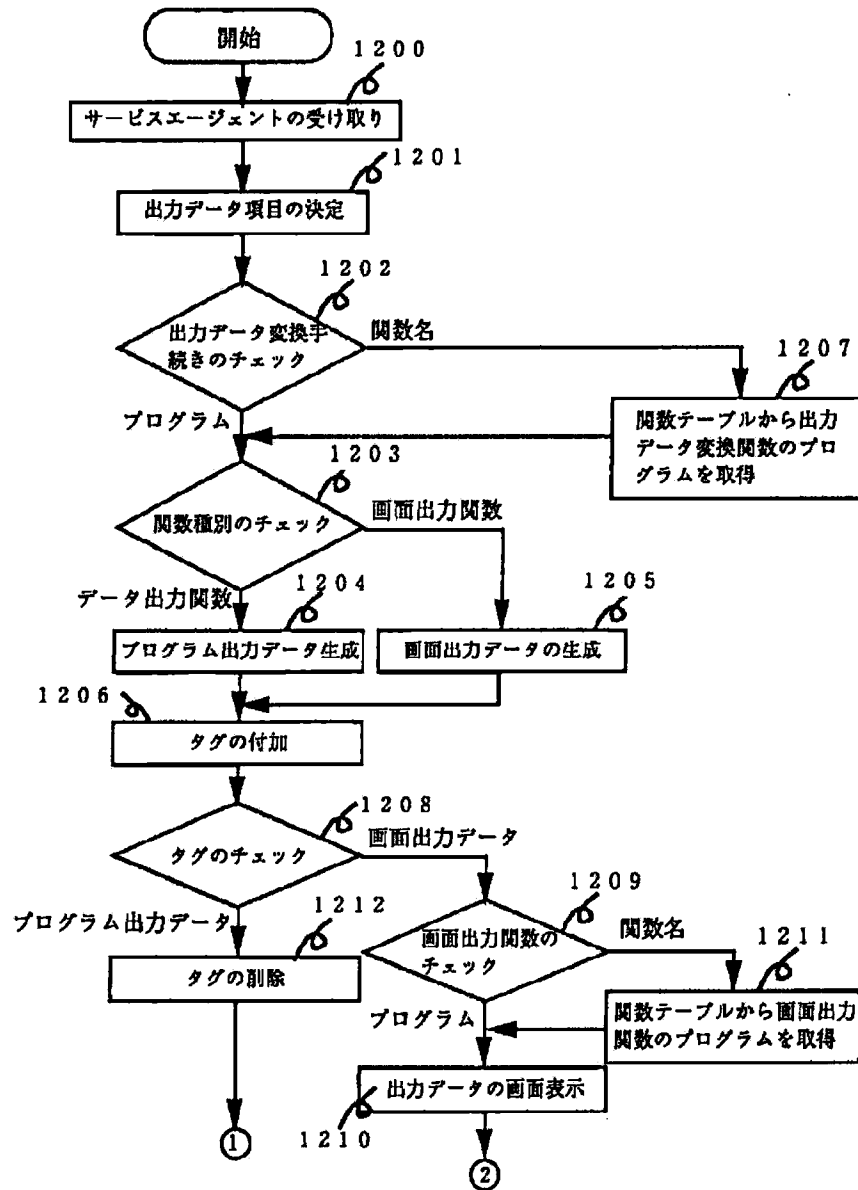 開始
1200
サービスエージェントの受け取り
1201
出力データ項目の決定
1202
出力データ変換手
続きのチェック
関数名
1207
関数テーブルから出力
データ変換関数のプロ
グラムを取得
プログラム
1203
関数種別のチェック
画面出力関数
データ出力関数
1204
プログラム出力データ生成
1205
画面出力データの生成
1206
タグの付加
1208
タグのチェック
画面出力データ
プログラム出力データ
1212
タグの削除
1209
画面出力関数の
チェック
関数名
1211
関数テーブルから画面出力
関数のプログラムを取得
プログラム
出力データの画面表示
1210
①
②